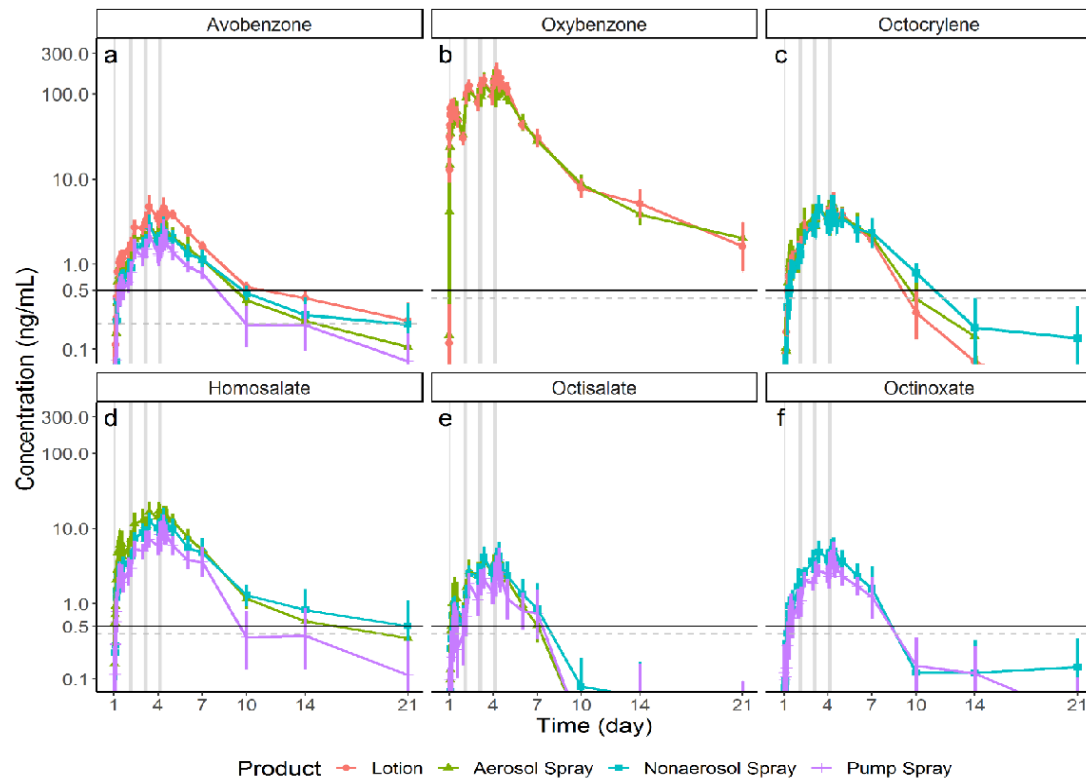 Avobenzone
Oxybenzone
Octocrylene
a
b
c
300.0
100.0
10.0
1.0
0.5
0.1
Homosalate
Octisalate
Octinoxate
d
e
f
300.0
100.0
10.0
1.0
0.5
0.1
Concentration (ng/mL)
1 4 7 10 14 21
1 4 7 10 14 21
1 4 7 10 14 21
Time (day)
Product Lotion Aerosol Spray Nonaerosol Spray Pump Spray